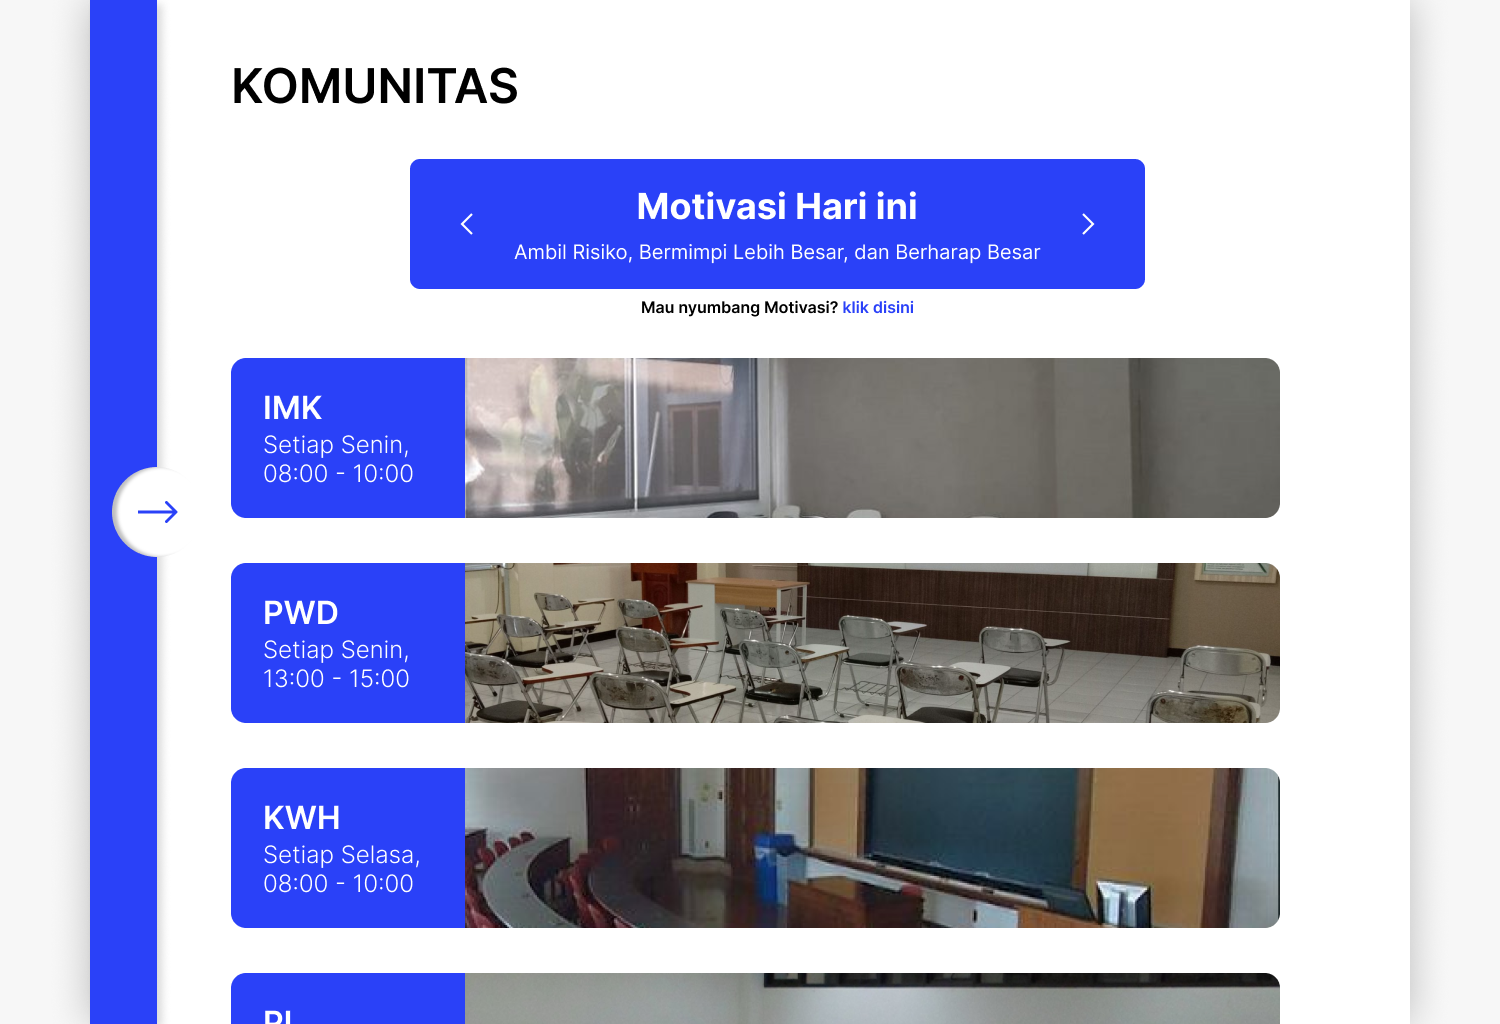 KOMUNITAS
Motivasi Hari ini
Ambil Risiko, Bermimpi Lebih Besar, dan Berharap Besar
Mau nyumbang Motivasi? klik disini
IMK
Setiap Senin,
08:00 - 10:00
PWD
Setiap Senin,
13:00 - 15:00
KWH
Setiap Selasa,
08:00 - 10:00